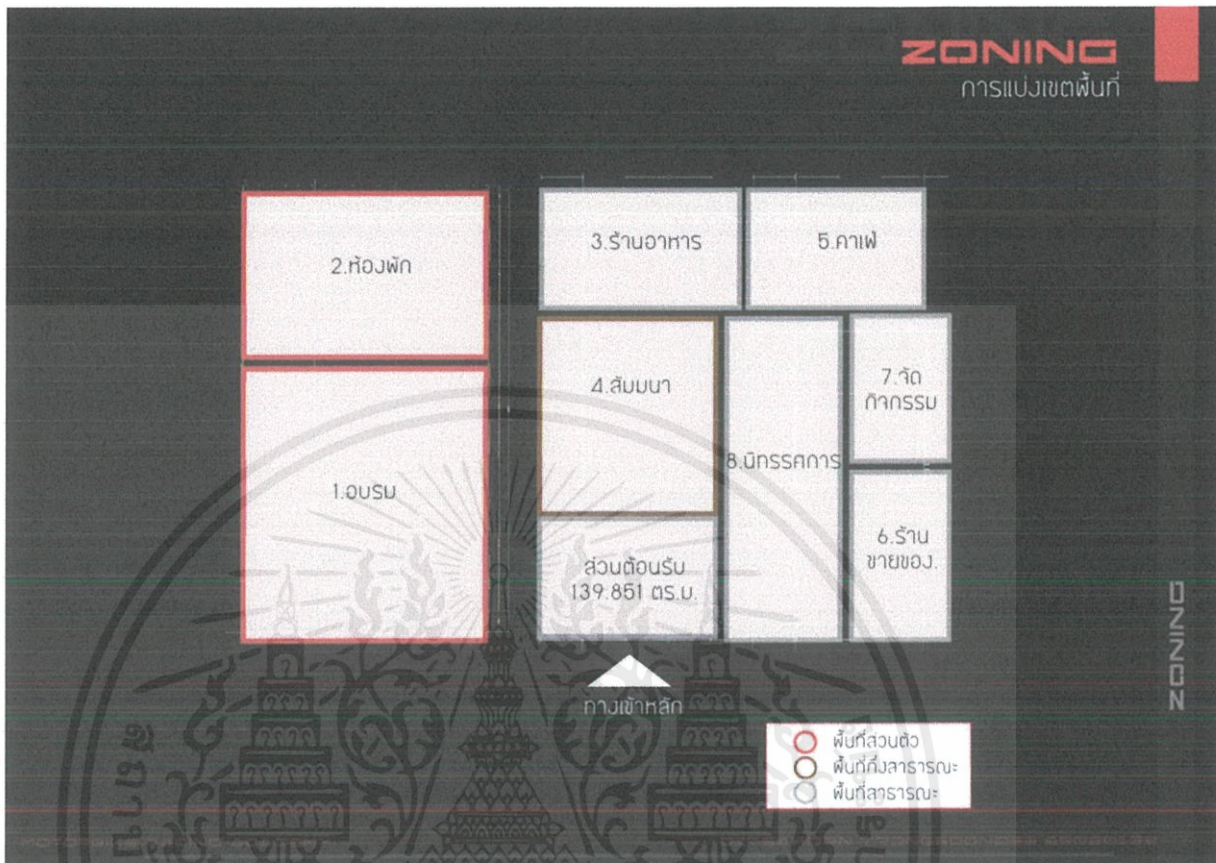 ZONING
การแบ่งเขตพื้นที่
2.ห้องพัก
3.ร้านอาหาร
5.คาเฟ่
4.สัมมนา
7.จัด
กิจกรรม
1.อบรม
8.นิทรรศการ
6.ร้าน
ขายของ.
ส่วนต้อนรับ
139.851 ตร.ม.
ทางเข้าหลัก
พื้นที่ส่วนตัว
พื้นที่กึ่งสาธารณะ
พื้นที่สาธารณะ
ZONING